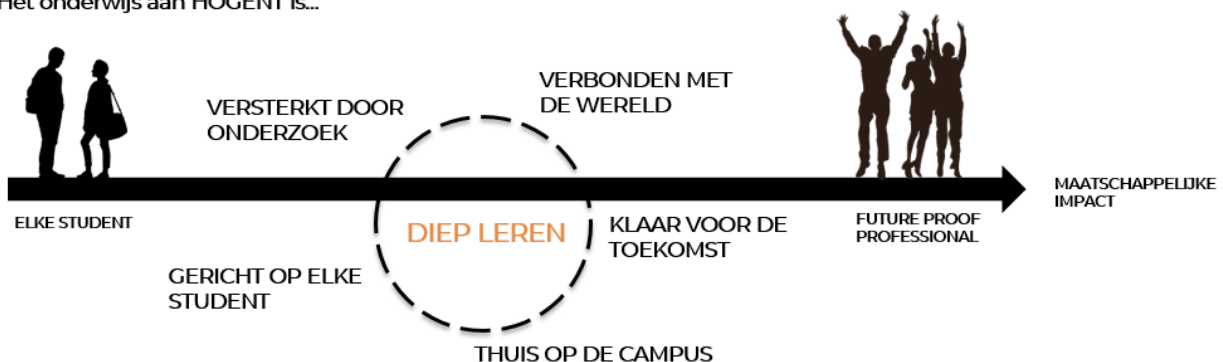 Het onderwijs aan HOGENT is...
VERSTERKT DOOR
ONDERZOEK
VERBONDEN MET
DE WERELD
ELKE STUDENT
DIEP LEREN
KLAAR VOOR DE
TOEKOMST
FUTURE PROOF
PROFESSIONAL
MAATSCHAPPELIJKE
IMPACT
GERICHT OP ELKE
STUDENT
THUIS OP DE CAMPUS